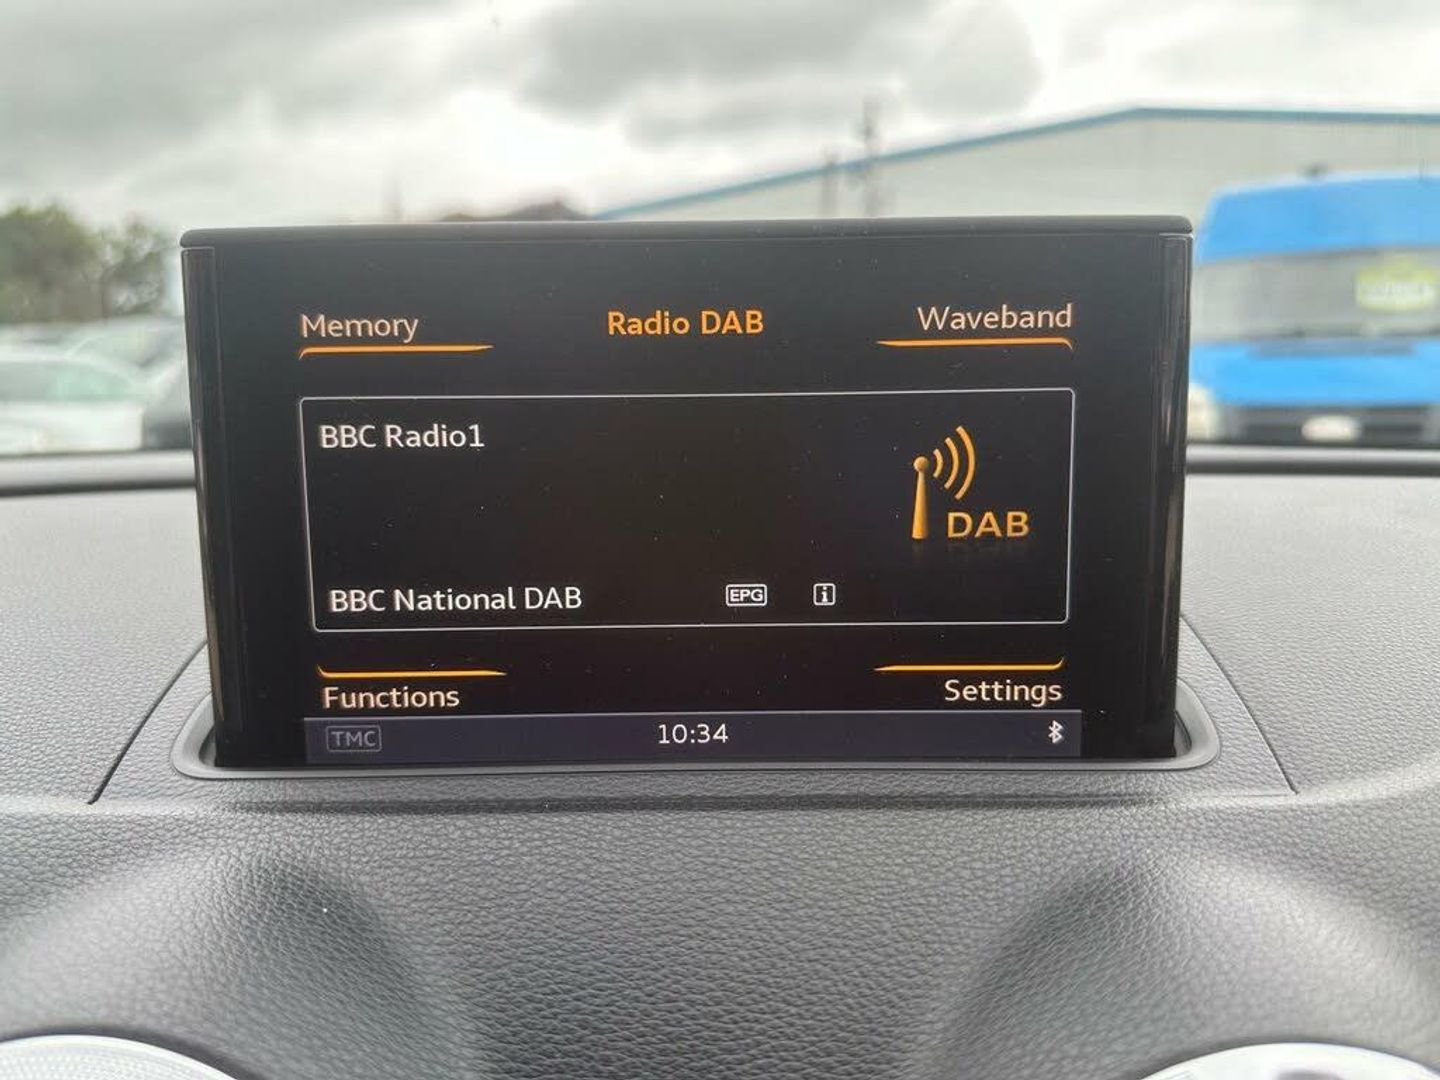 Memory
Radio DAB
Waveband
BBC Radio1
DAB
BBC National DAB
EPG
i
Functions
Settings
TMC
10:34